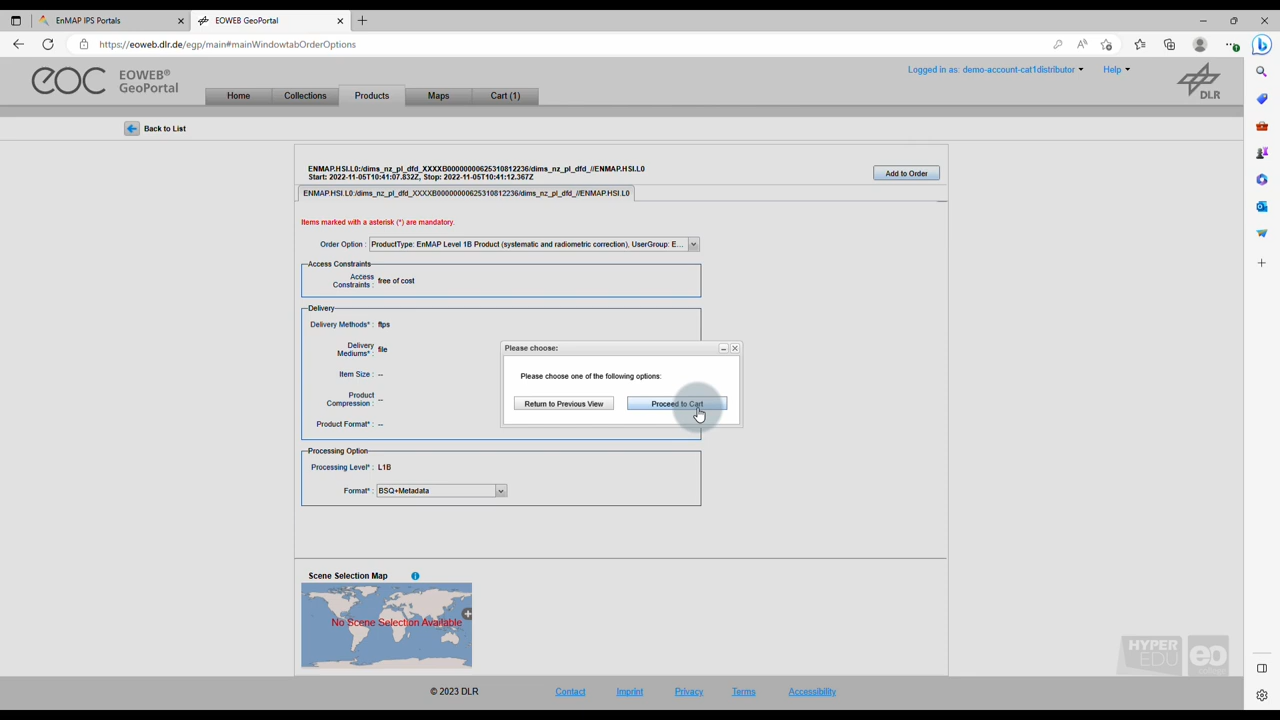 EnMAP IPS Portals
EOWEB GeoPortal
https://eoweb.dlr.de/egp/main#mainWindowtabOrderOptions
eoc EOWEB®
GeoPortal
Logged in as: demo-account-cat1distributor
Help
DLR
Home
Collections
Products
Maps
Cart (1)
Back to List
ENMAP.HSI.L0:/dims_nz_pl_dfd_XXXXB00000000625310812236/dims_nz_pl_dfd_//ENMAP.HSI.L0
Start: 2022-11-05T10:41:07.832Z, Stop: 2022-11-05T10:41:12.367Z
Add to Order
ENMAP.HSI.L0:/dims_nz_pl_dfd_XXXXB00000000625310812236/dims_nz_pl_dfd_//ENMAP.HSI.L0
Items marked with a asterisk (*) are mandatory.
Order Option : ProductType: EnMAP Level 1B Product (systematic and radiometric correction), UserGroup: E...
Access Constraints
Access
Constraints : free of cost
Delivery
Delivery Methods* : ftps
Delivery
Mediums* : file
Item Size : --
Product
Compression : --
Product Format* : --
Please choose:
Please choose one of the following options:
Return to Previous View
Proceed to Cart
Processing Option
Processing Level* : L1B
Format* : BSQ+Metadata
Scene Selection Map
No Scene Selection Available
HYPER
EDU
eo
© 2023 DLR
Contact
Imprint
Privacy
Terms
Accessibility